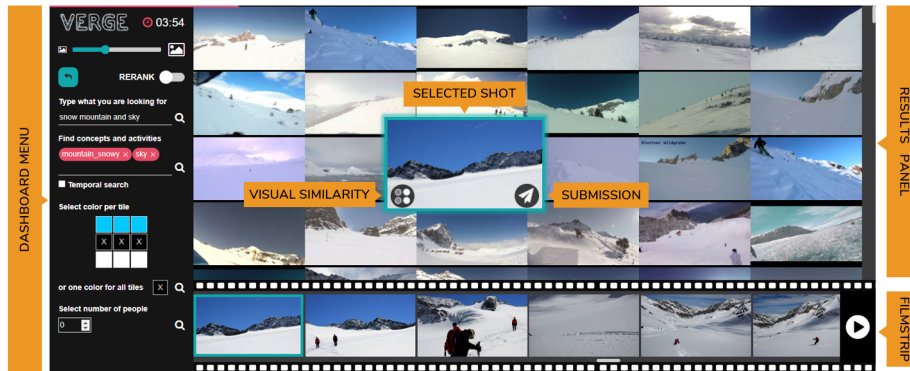 DASHBOARD MENU
VERGE 03:54
RERANK
Type what you are looking for
snow mountain and sky
Find concepts and activities
mountain_snowy × sky ×
Temporal search
Select color per tile
X X X
or one color for all tiles X
Select number of people
0
SELECTED SHOT
VISUAL SIMILARITY
SUBMISSION
RESULTS PANEL
FILMSTRIP